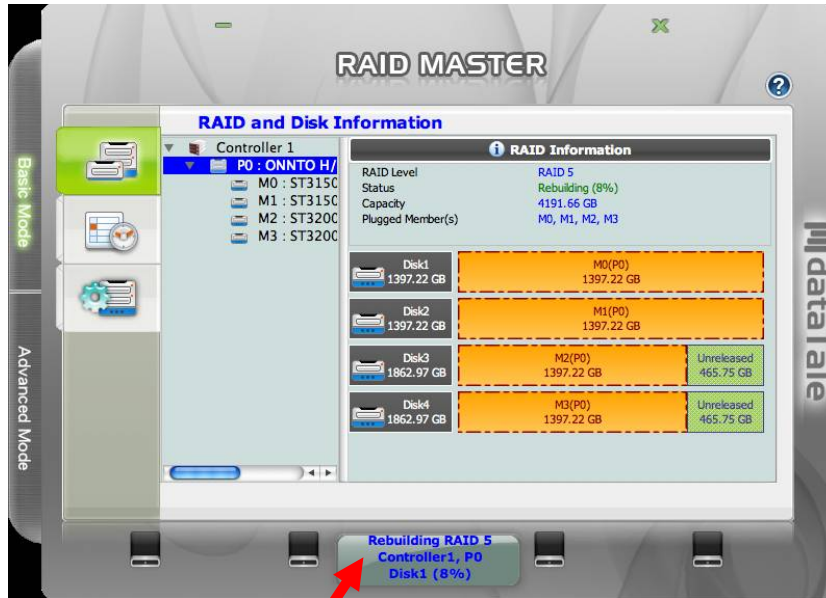 RAID MASTER
?
RAID and Disk Information
Basic Mode
Advanced Mode
Controller 1
P0 : ONNTO H/
M0 : ST3150
M1 : ST3150
M2 : ST3200
M3 : ST3200
RAID Information
RAID Level RAID 5
Status Rebuilding (8%)
Capacity 4191.66 GB
Plugged Member(s) M0, M1, M2, M3
Disk1
1397.22 GB
M0(P0)
1397.22 GB
Disk2
1397.22 GB
M1(P0)
1397.22 GB
Disk3
1862.97 GB
M2(P0)
1397.22 GB
Unreleased
465.75 GB
Disk4
1862.97 GB
M3(P0)
1397.22 GB
Unreleased
465.75 GB
datatale
Rebuilding RAID 5
Controller1, P0
Disk1 (8%)